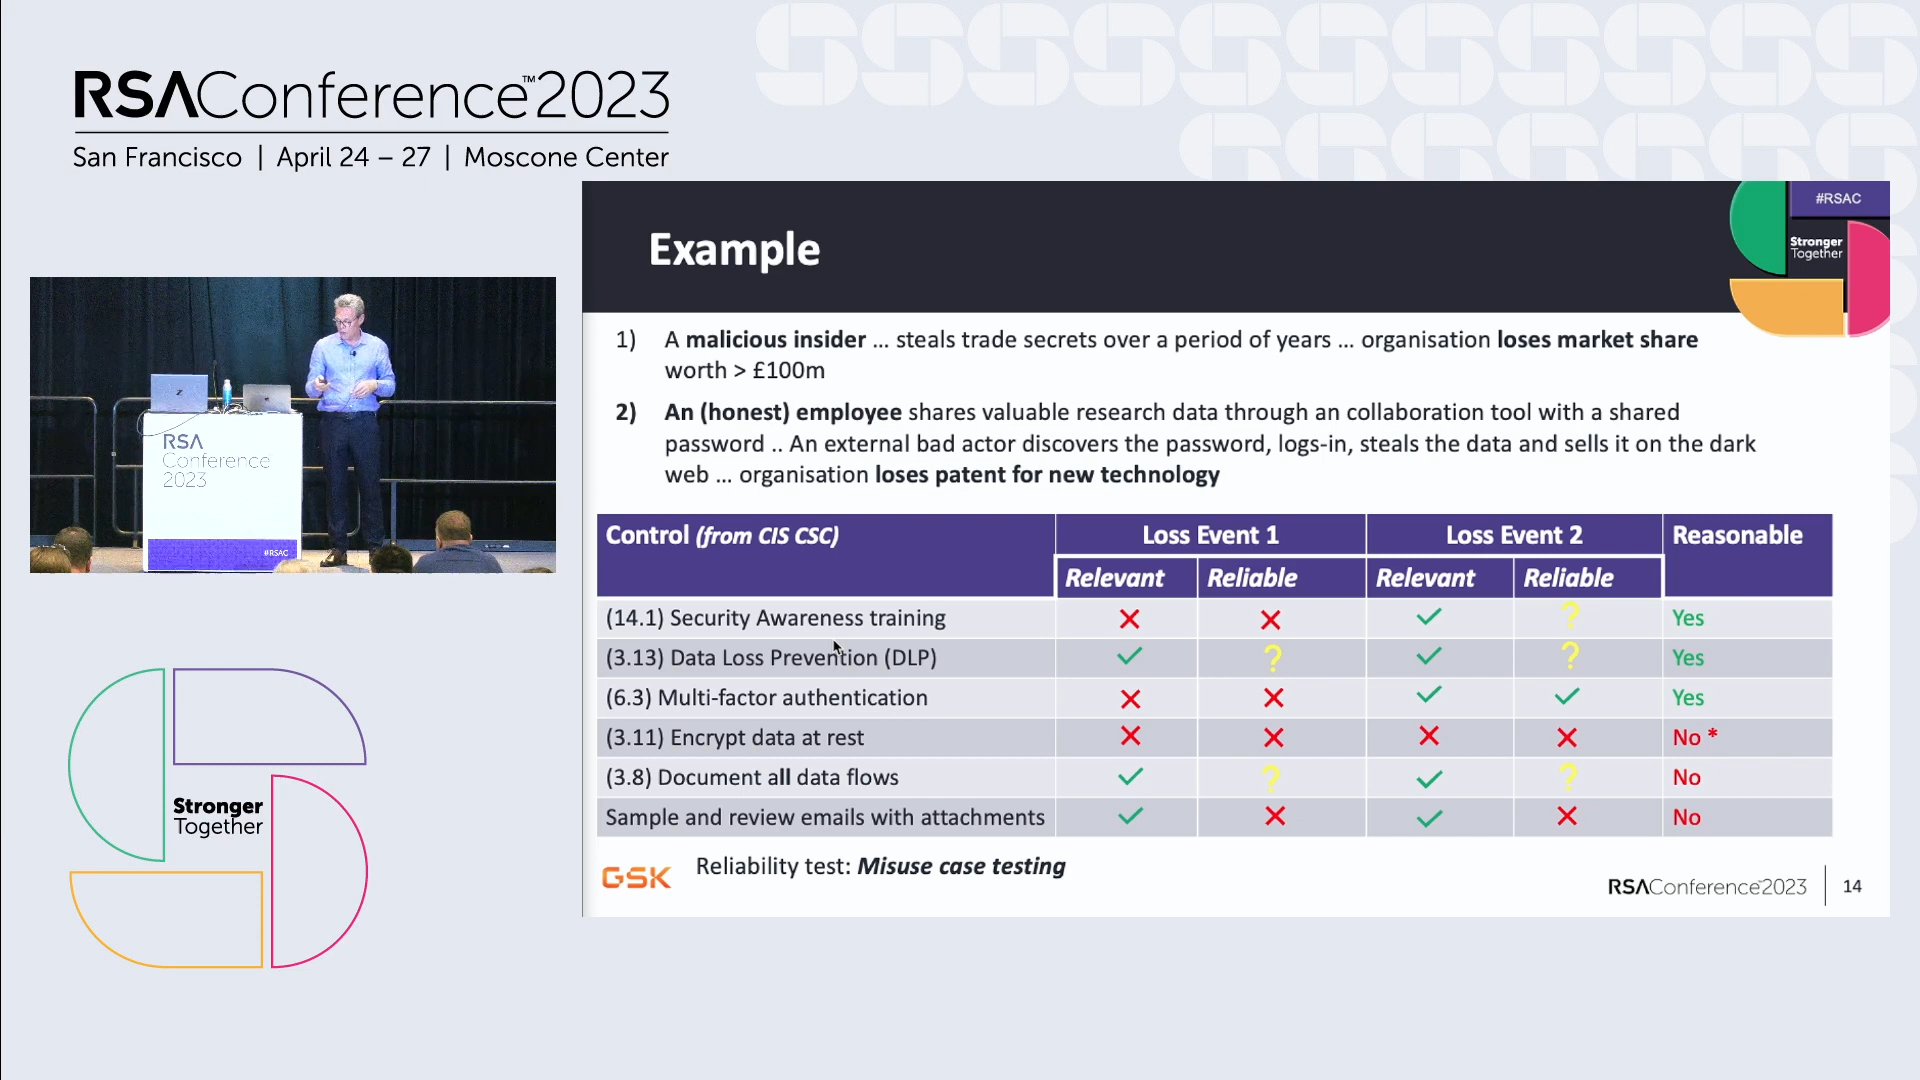 RSAConference™2023
San Francisco | April 24 – 27 | Moscone Center
#RSAC
Stronger
Together
Example
1) A malicious insider ... steals trade secrets over a period of years ... organisation loses market share
worth > £100m
2) An (honest) employee shares valuable research data through an collaboration tool with a shared
password .. An external bad actor discovers the password, logs-in, steals the data and sells it on the dark
web ... organisation loses patent for new technology
Control (from CIS CSC) Loss Event 1 Loss Event 2 Reasonable
Relevant Reliable Relevant Reliable
(14.1) Security Awareness training ✕ ✕ ✓ ? Yes
(3.13) Data Loss Prevention (DLP) ✓ ? ✓ ? Yes
(6.3) Multi-factor authentication ✕ ✕ ✓ ✓ Yes
(3.11) Encrypt data at rest ✕ ✕ ✕ ✕ No *
(3.8) Document all data flows ✓ ? ✓ ? No
Sample and review emails with attachments ✓ ✕ ✓ ✕ No
GSK Reliability test: Misuse case testing
RSAConference2023 | 14
RSA
Conference
2023
#RSAC
Stronger
Together